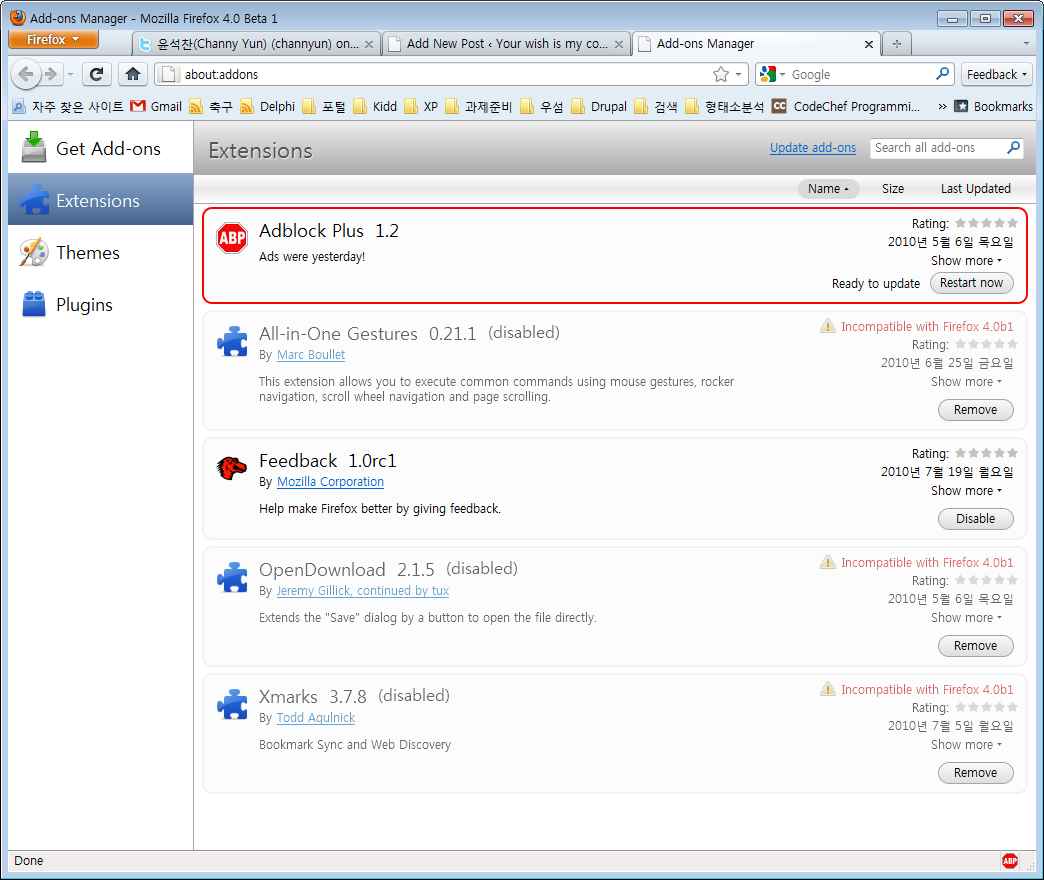 Add-ons Manager - Mozilla Firefox 4.0 Beta 1
Firefox
윤석찬(Channy Yun) (channyun) on...
Add New Post ‹ Your wish is my co...
Add-ons Manager
about:addons
Google
Feedback
자주 찾은 사이트
Gmail
축구
Delphi
포털
Kidd
XP
과제준비
우섬
Drupal
검색
형태소분석
CC CodeChef Programmi...
»
Bookmarks
Get Add-ons
Extensions
Themes
Plugins
Extensions
Update add-ons
Search all add-ons
Name
Size
Last Updated
ABP
Adblock Plus 1.2
Ads were yesterday!
Rating:
2010년 5월 6일 목요일
Show more
Ready to update
Restart now
All-in-One Gestures 0.21.1 (disabled)
By Marc Boullet
This extension allows you to execute common commands using mouse gestures, rocker
navigation, scroll wheel navigation and page scrolling.
Incompatible with Firefox 4.0b1
Rating:
2010년 6월 25일 금요일
Show more
Remove
Feedback 1.0rc1
By Mozilla Corporation
Help make Firefox better by giving feedback.
Rating:
2010년 7월 19일 월요일
Show more
Disable
OpenDownload 2.1.5 (disabled)
By Jeremy Gillick, continued by tux
Extends the "Save" dialog by a button to open the file directly.
Incompatible with Firefox 4.0b1
Rating:
2010년 5월 6일 목요일
Show more
Remove
Xmarks 3.7.8 (disabled)
By Todd Agulnick
Bookmark Sync and Web Discovery
Incompatible with Firefox 4.0b1
Rating:
2010년 7월 5일 월요일
Show more
Remove
Done
ABP